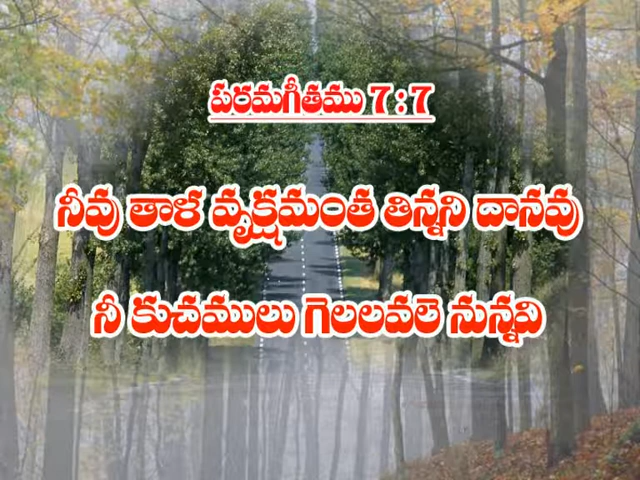 పరమగీతము 7 : 7
నీవు తాళ వృక్షమంత తిన్నని దానవు
నీ కుచములు గెలలవలె నున్నవి